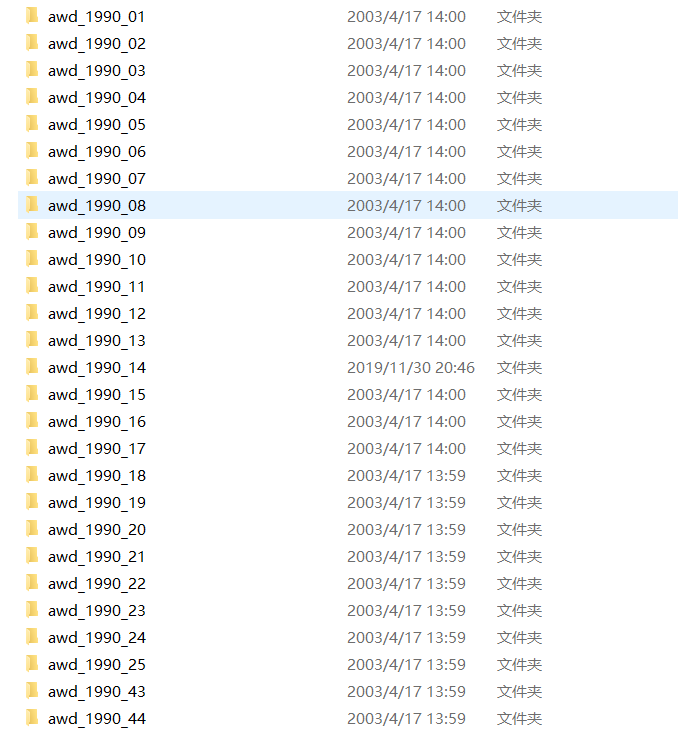 awd_1990_01 2003/4/17 14:00 文件夹
awd_1990_02 2003/4/17 14:00 文件夹
awd_1990_03 2003/4/17 14:00 文件夹
awd_1990_04 2003/4/17 14:00 文件夹
awd_1990_05 2003/4/17 14:00 文件夹
awd_1990_06 2003/4/17 14:00 文件夹
awd_1990_07 2003/4/17 14:00 文件夹
awd_1990_08 2003/4/17 14:00 文件夹
awd_1990_09 2003/4/17 14:00 文件夹
awd_1990_10 2003/4/17 14:00 文件夹
awd_1990_11 2003/4/17 14:00 文件夹
awd_1990_12 2003/4/17 14:00 文件夹
awd_1990_13 2003/4/17 14:00 文件夹
awd_1990_14 2019/11/30 20:46 文件夹
awd_1990_15 2003/4/17 14:00 文件夹
awd_1990_16 2003/4/17 14:00 文件夹
awd_1990_17 2003/4/17 14:00 文件夹
awd_1990_18 2003/4/17 13:59 文件夹
awd_1990_19 2003/4/17 13:59 文件夹
awd_1990_20 2003/4/17 13:59 文件夹
awd_1990_21 2003/4/17 13:59 文件夹
awd_1990_22 2003/4/17 13:59 文件夹
awd_1990_23 2003/4/17 13:59 文件夹
awd_1990_24 2003/4/17 13:59 文件夹
awd_1990_25 2003/4/17 13:59 文件夹
awd_1990_43 2003/4/17 13:59 文件夹
awd_1990_44 2003/4/17 13:59 文件夹